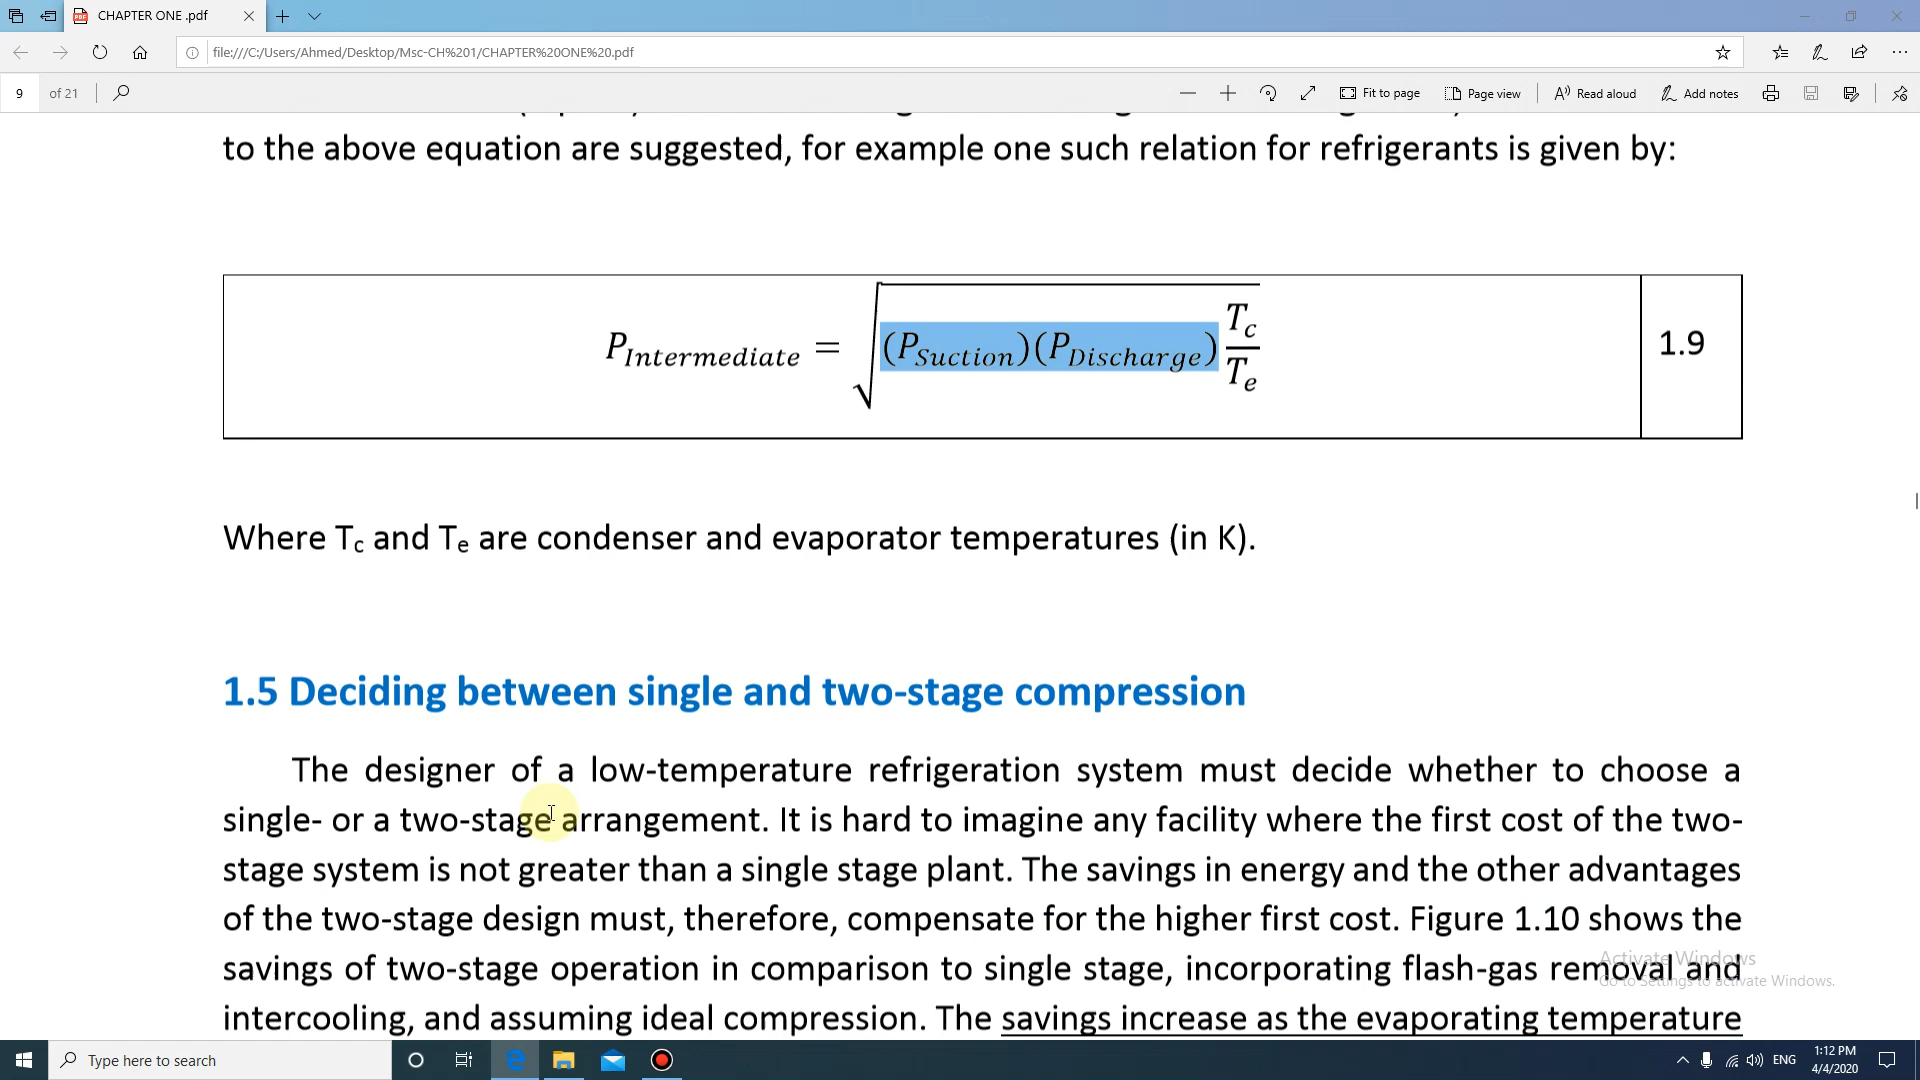 CHAPTER ONE .pdf
file:///C:/Users/Ahmed/Desktop/Msc-CH%201/CHAPTER%20ONE%20.pdf
9 of 21
Fit to page
Page view
Read aloud
Add notes
to the above equation are suggested, for example one such relation for refrigerants is given by:
P_Intermediate = √((P_Suction)(P_Discharge) T_c/T_e) 1.9
Where Tc and Te are condenser and evaporator temperatures (in K).
1.5 Deciding between single and two-stage compression
The designer of a low-temperature refrigeration system must decide whether to choose a
single- or a two-stage arrangement. It is hard to imagine any facility where the first cost of the two-
stage system is not greater than a single stage plant. The savings in energy and the other advantages
of the two-stage design must, therefore, compensate for the higher first cost. Figure 1.10 shows the
savings of two-stage operation in comparison to single stage, incorporating flash-gas removal and
intercooling, and assuming ideal compression. The savings increase as the evaporating temperature
Activate Windows
Go to Settings to activate Windows.
Type here to search
ENG
1:12 PM
4/4/2020